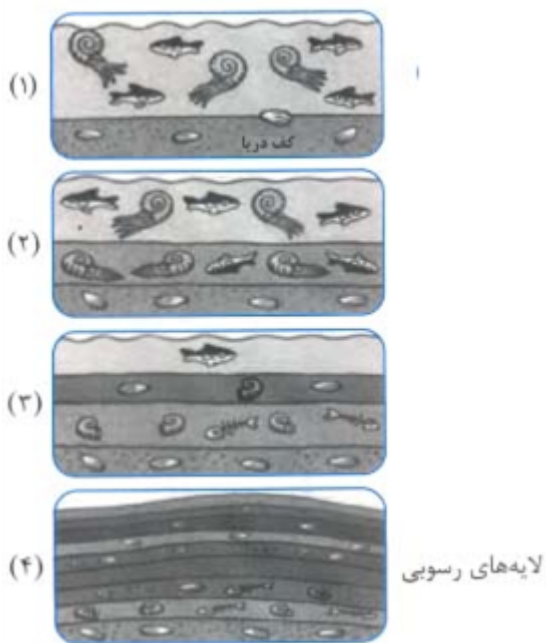 (۱)
کف دریا
(۲)
(۳)
(۴)
لایه‌های رسوبی